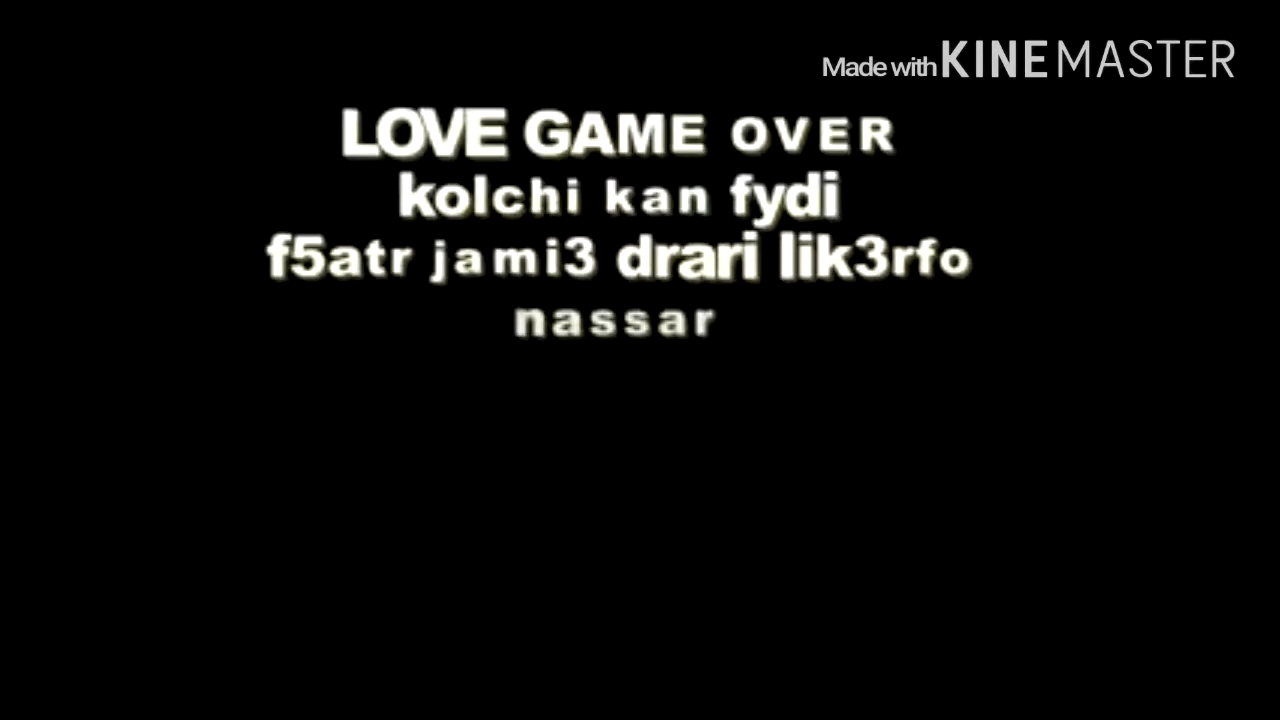 Made with KINEMASTER
LOVE GAME OVER
kolchi kan fydi
f5atr jami3 drari lik3rfo
nassar